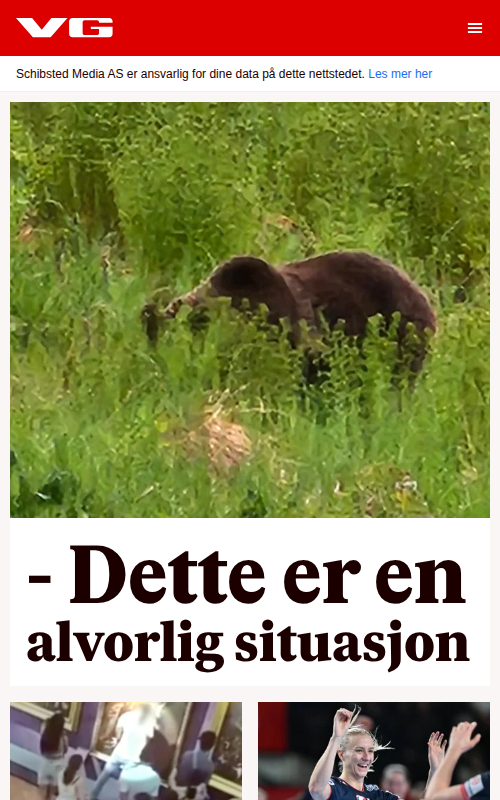 VG
Schibsted Media AS er ansvarlig for dine data på dette nettstedet. Les mer her
- Dette er en
alvorlig situasjon